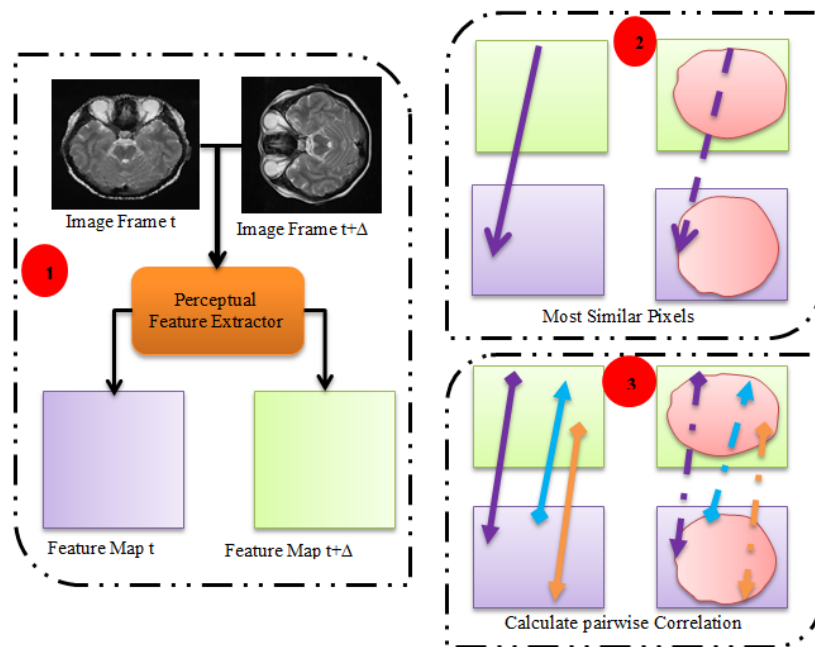 Image Frame t
Image Frame t+Δ
1
Perceptual
Feature Extractor
Feature Map t
Feature Map t+Δ
2
Most Similar Pixels
3
Calculate pairwise Correlation